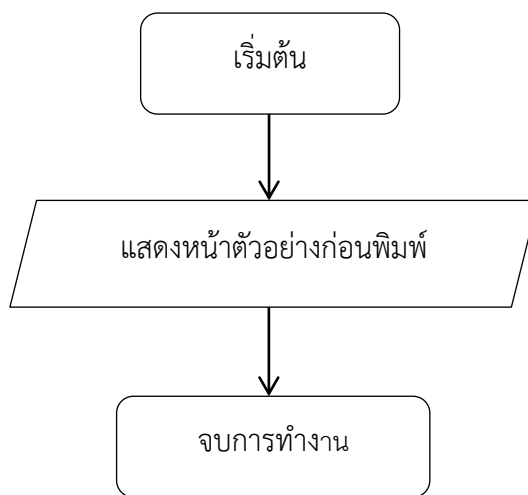 เริ่มต้น
แสดงหน้าตัวอย่างก่อนพิมพ์
จบการทำงาน